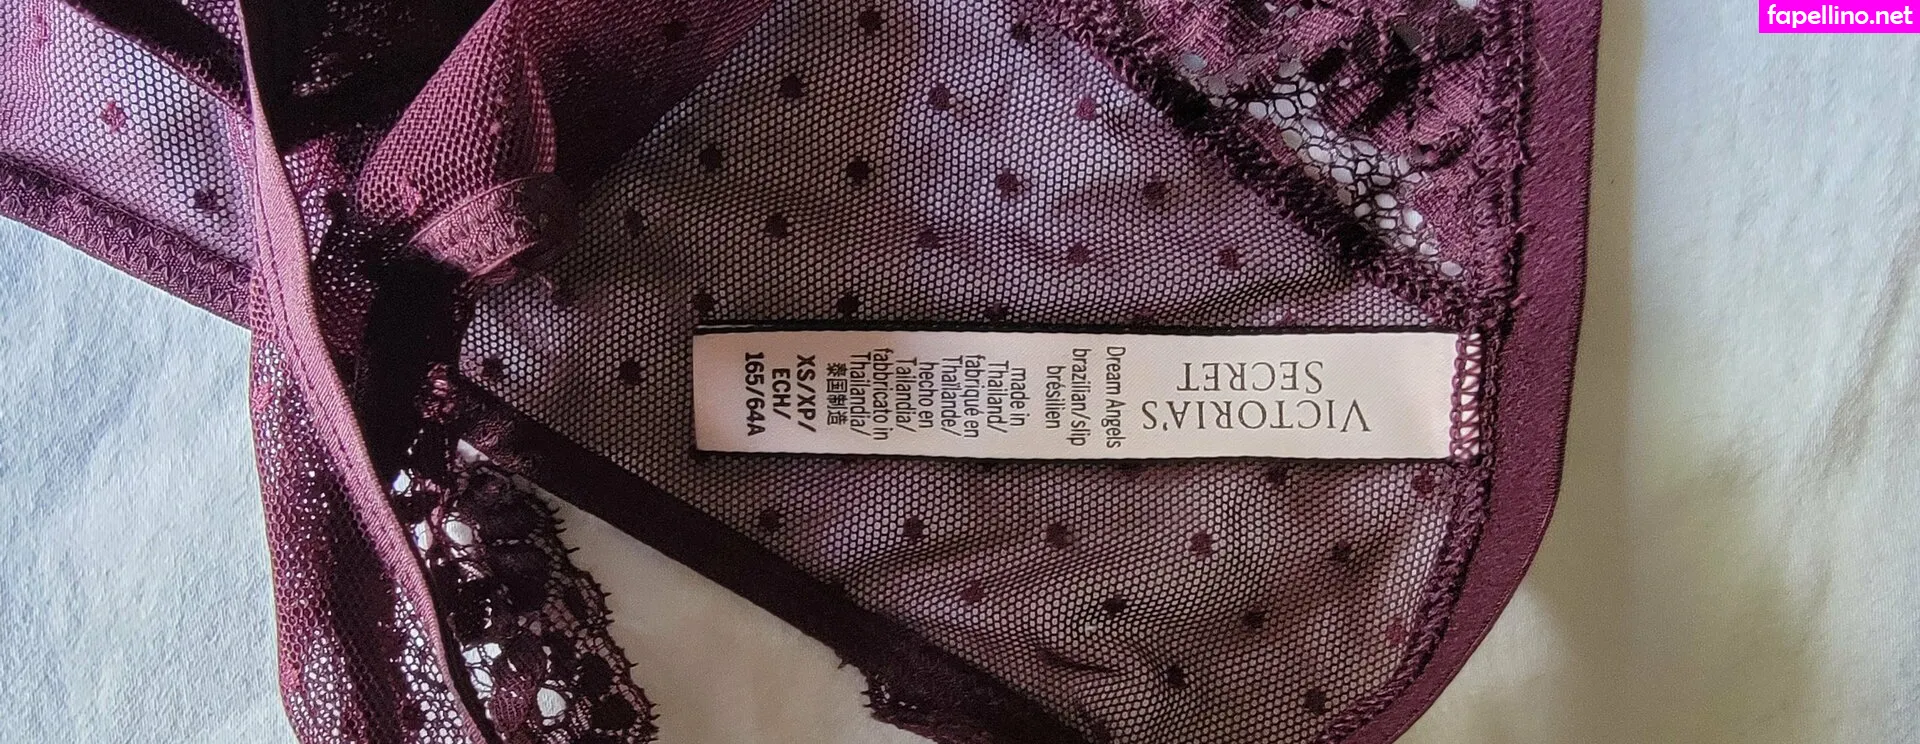 fapellino.net
VICTORIA'S
SECRET
Dream Angels
brazilian/slip
brésilien
made in
Thailand/
fabriqué en
Thaïlande/
hecho en
Tailandia/
fabbricato in
Thailandia/
泰国制造
XS/XP/
ECH/
165/64A